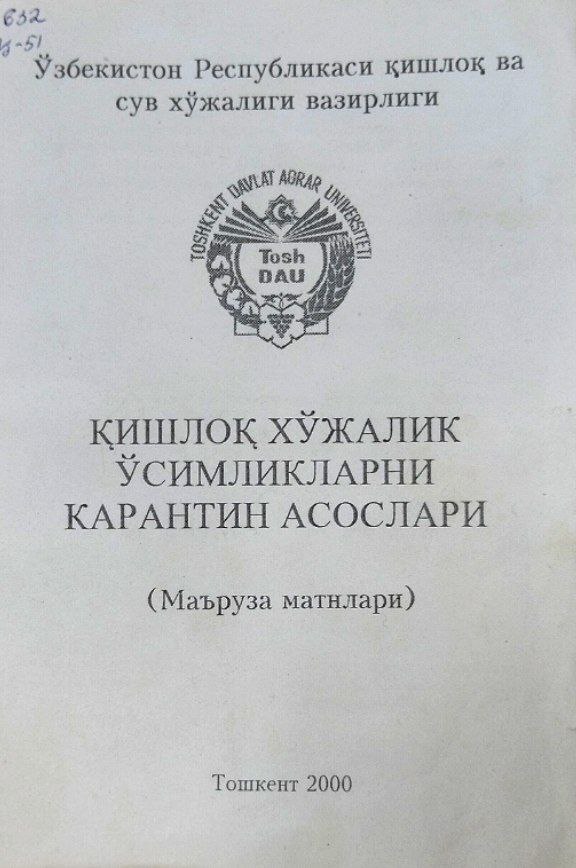 632
Ўзбекистон Республикаси қишлоқ ва
сув хўжалиги вазирлиги
TOSHKENT DAVLAT AGRAR UNIVERSITETI
Tosh
DAU
ҚИШЛОҚ ХЎЖАЛИК
ЎСИМЛИКЛАРНИ
КАРАНТИН АСОСЛАРИ
(Маъруза матнлари)
Тошкент 2000